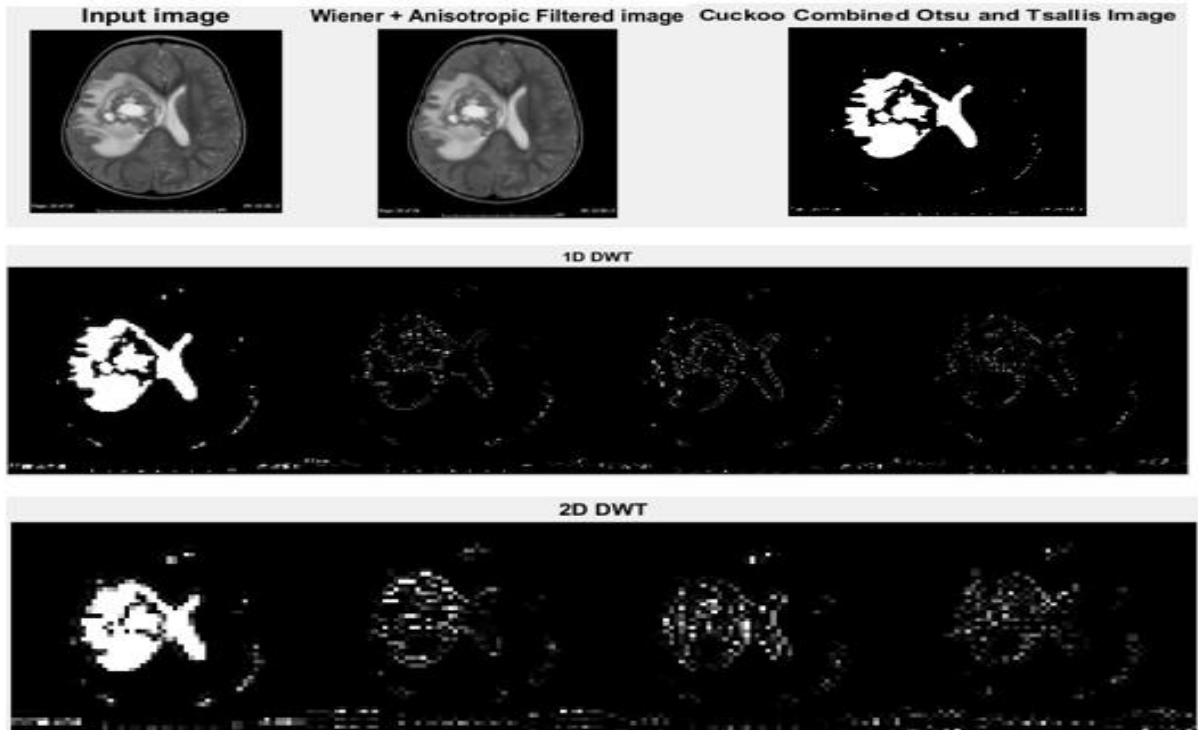 Input image
Wiener + Anisotropic Filtered image
Cuckoo Combined Otsu and Tsallis Image
1D DWT
2D DWT